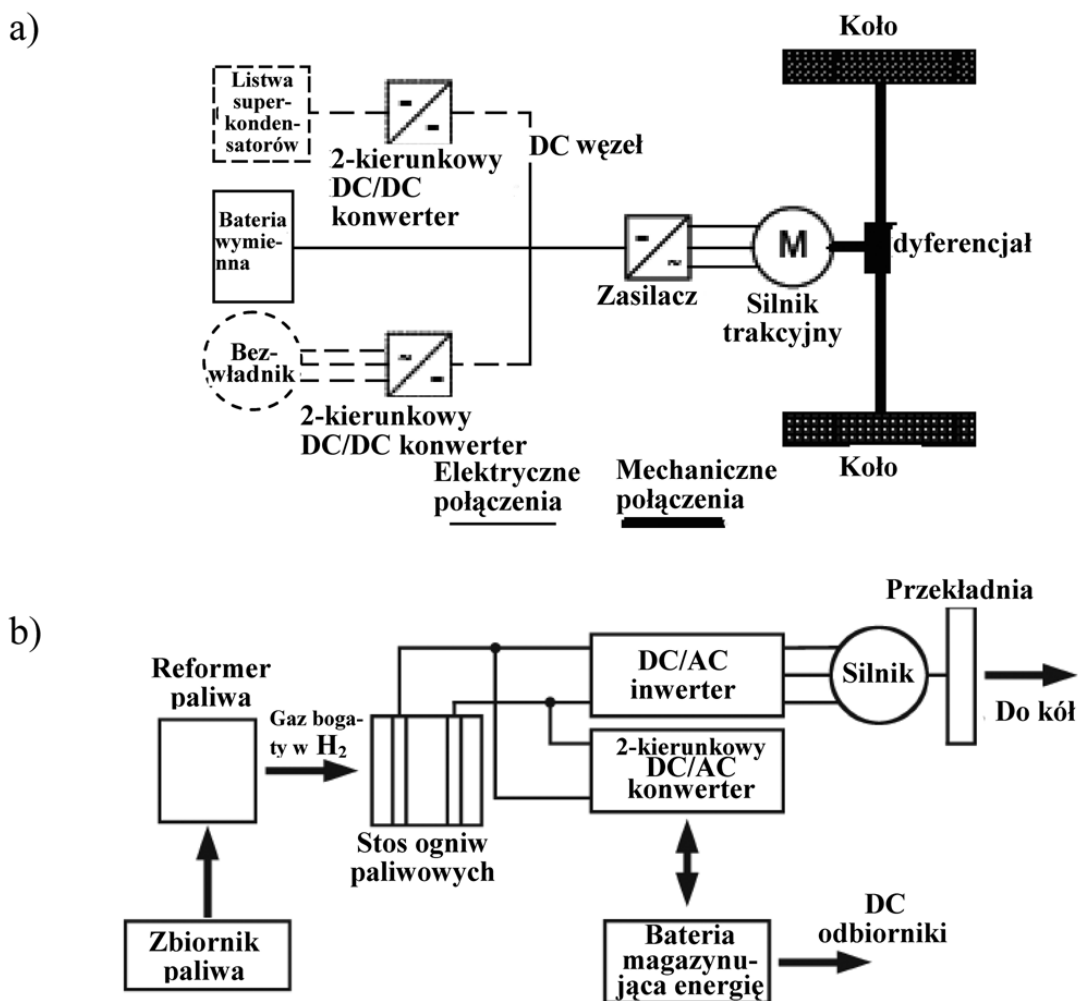 a)
Koło
Listwa
super-
konden-
satorów
2-kierunkowy
DC/DC
konwerter
DC węzeł
Bateria
wymie-
nna
Zasilacz
M
Silnik
trakcyjny
dyferencjał
Bez-
władnik
2-kierunkowy
DC/DC konwerter
Koło
Elektryczne
połączenia
Mechaniczne
połączenia
b)
Przekładnia
Reformer
paliwa
Gaz boga-
ty w H₂
DC/AC
inwerter
Silnik
Do kół
2-kierunkowy
DC/AC
konwerter
Stos ogniw
paliwowych
Zbiornik
paliwa
Bateria
magazynu-
jąca energię
DC
odbiorniki